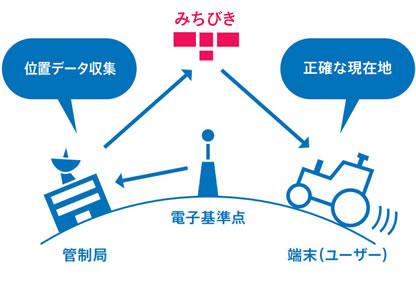 みちびき
位置データ収集
正確な現在地
電子基準点
管制局
端末(ユーザー)